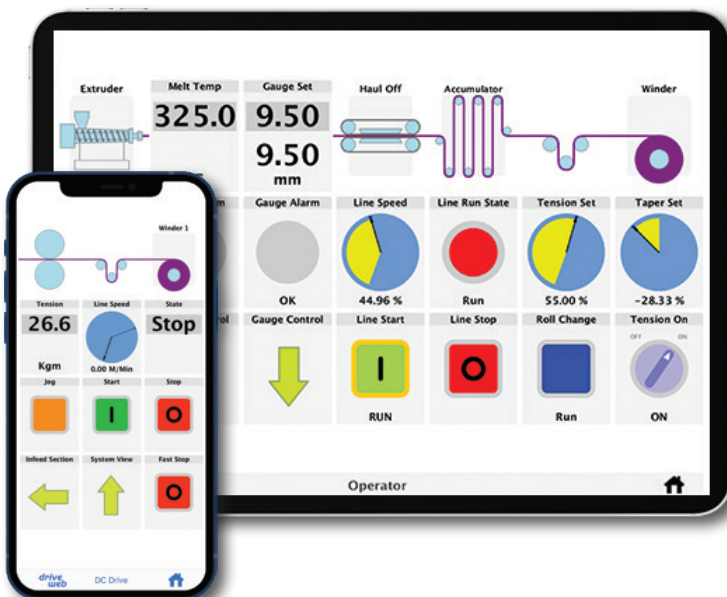 Extruder
Melt Temp
Gauge Set
Haul Off
Accumulator
Winder
325.0
9.50
9.50
mm
Gauge Alarm
Line Speed
Line Run State
Tension Set
Taper Set
OK
44.96 %
Run
55.00 %
-28.33 %
Gauge Control
Line Start
Line Stop
Roll Change
Tension On
OFF
ON
RUN
Run
ON
Operator
Winder 1
Tension
Line Speed
State
26.6
Stop
Kgm
0.00 M/Min
Jog
Start
Stop
Infeed Section
System View
Fast Stop
drive
web
DC Drive